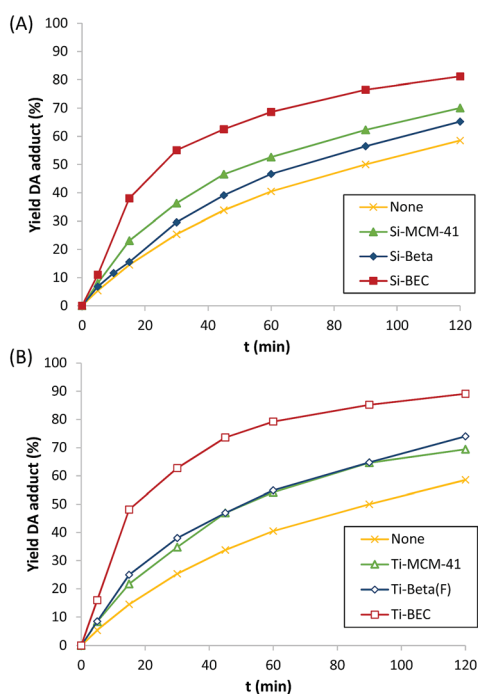 (A)
Yield DA adduct (%)
100
90
80
70
60
50
40
30
20
10
0
0 20 40 60 80 100 120
t (min)
None
Si-MCM-41
Si-Beta
Si-BEC
(B)
Yield DA adduct (%)
100
90
80
70
60
50
40
30
20
10
0
0 20 40 60 80 100 120
t (min)
None
Ti-MCM-41
Ti-Beta(F)
Ti-BEC